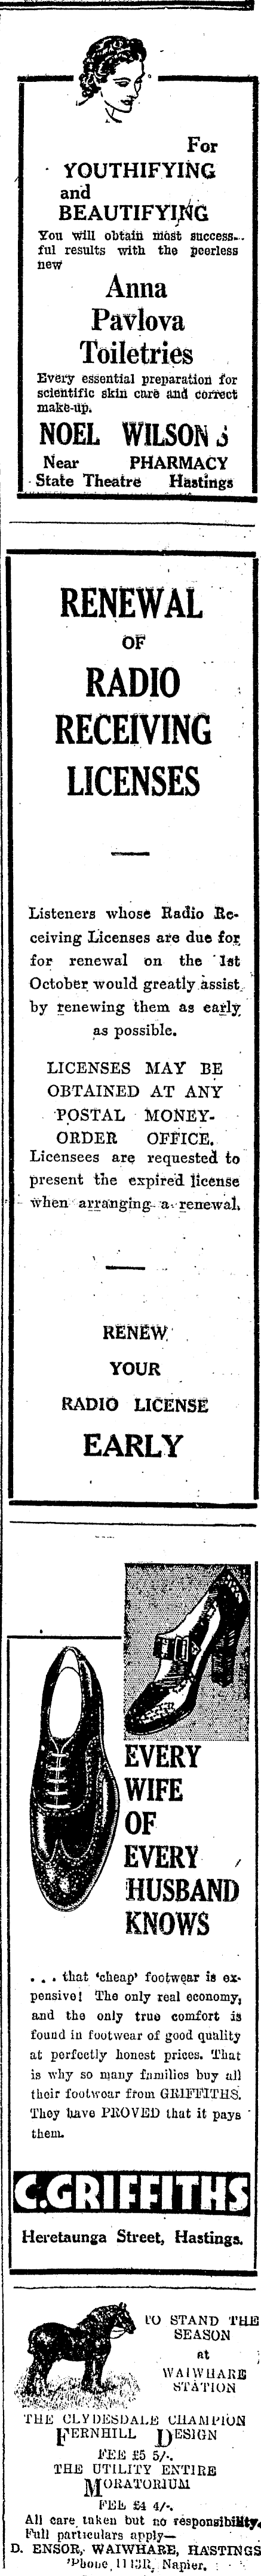 For
YOUTHIFYING
and
BEAUTIFYING
You will obtain most success-
ful results with the peerless
new
Anna
Pavlova
Toiletries
Every essential preparation for
scientific skin care and correct
make-up.
NOEL WILSON'S
Near PHARMACY
State Theatre Hastings
RENEWAL
OF
RADIO
RECEIVING
LICENSES
Listeners whose Radio Re-
ceiving Licenses are due for
for renewal on the 1st
October would greatly assist
by renewing them as early
as possible.
LICENSES MAY BE
OBTAINED AT ANY
POSTAL MONEY-
ORDER OFFICE.
Licensees are requested to
present the expired license
when arranging a renewal.
RENEW
YOUR
RADIO LICENSE
EARLY
EVERY
WIFE
OF
EVERY
HUSBAND
KNOWS
. . . that 'cheap' footwear is ex-
pensive! The only real economy,
and the only true comfort is
found in footwear of good quality
at perfectly honest prices. That
is why so many families buy all
their footwear from GRIFFITHS.
They have PROVED that it pays
them.
C.GRIFFITHS
Heretaunga Street, Hastings.
TO STAND THE
SEASON
at
WAIWHARE
STATION
THE CLYDESDALE CHAMPION
FERNHILL DESIGN
FEE £5 5/-.
THE UTILITY ENTIRE
MORATORIUM
FEE £4 4/-.
All care taken but no responsibility.
Full particulars apply—
D. ENSOR, WAIWHARE, HASTINGS
'Phone Napier.